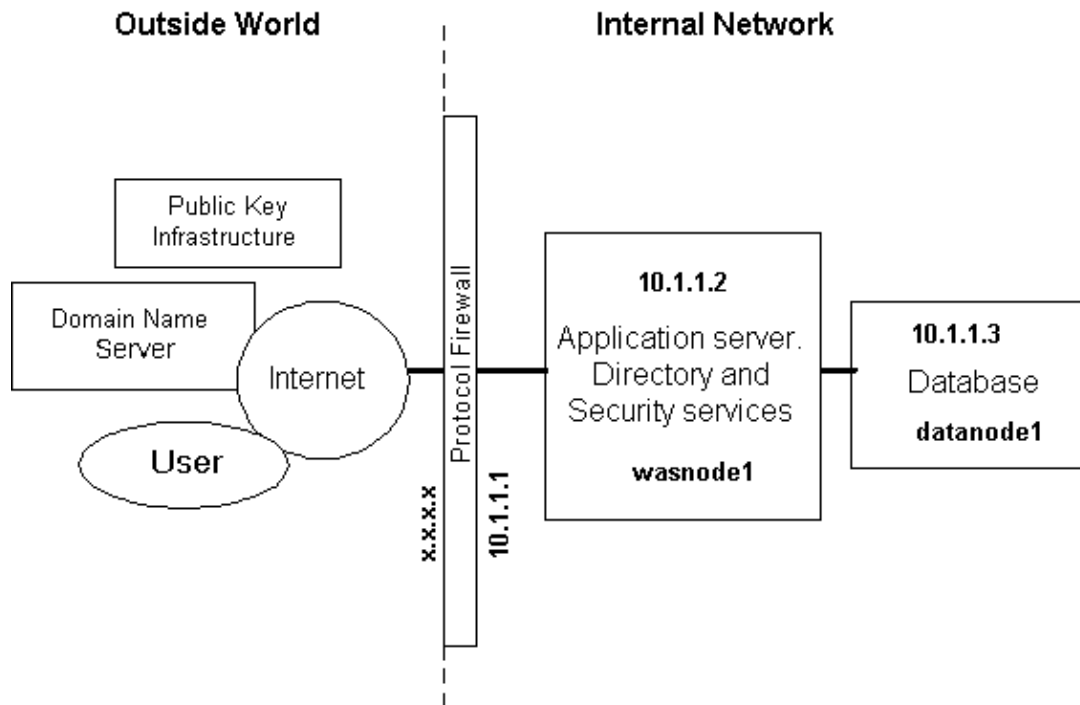 Outside World
Internal Network
Public Key
Infrastructure
Domain Name
Server
Internet
User
x.x.x.x
Protocol Firewall
10.1.1.1
10.1.1.2
Application server.
Directory and
Security services
wasnode1
10.1.1.3
Database
datanode1